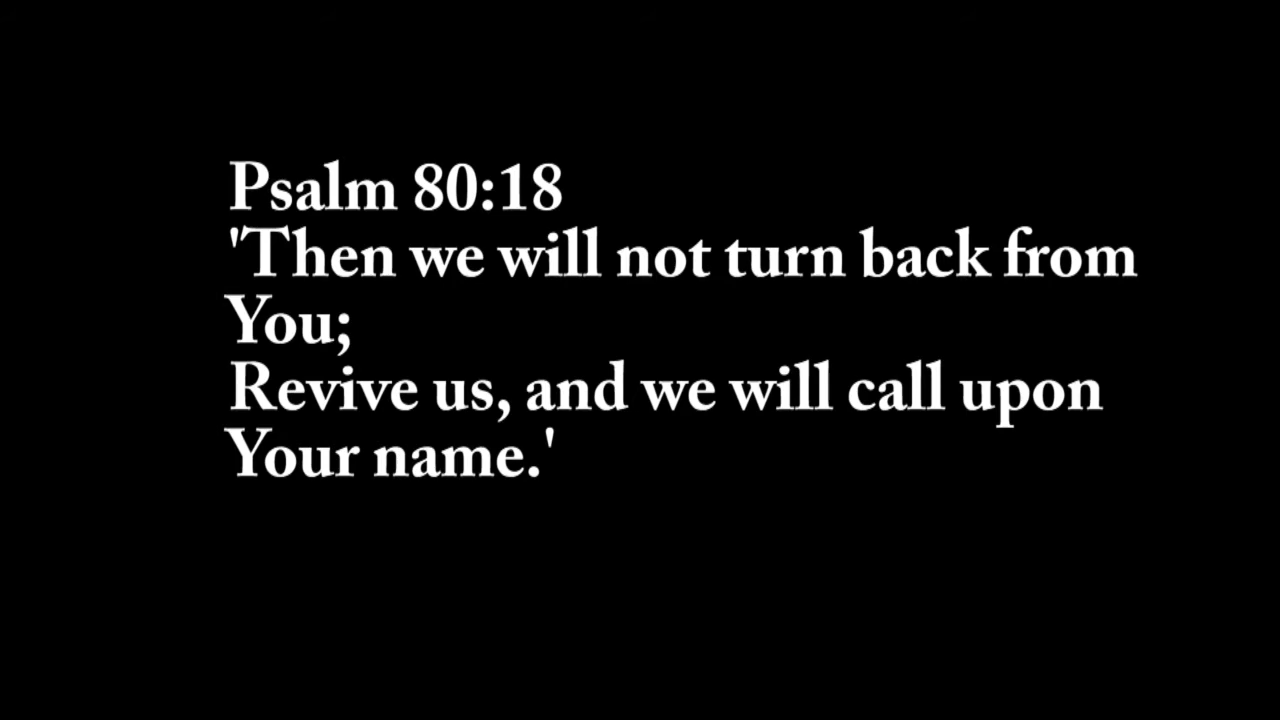 Psalm 80:18
'Then we will not turn back from
You;
Revive us, and we will call upon
Your name.'